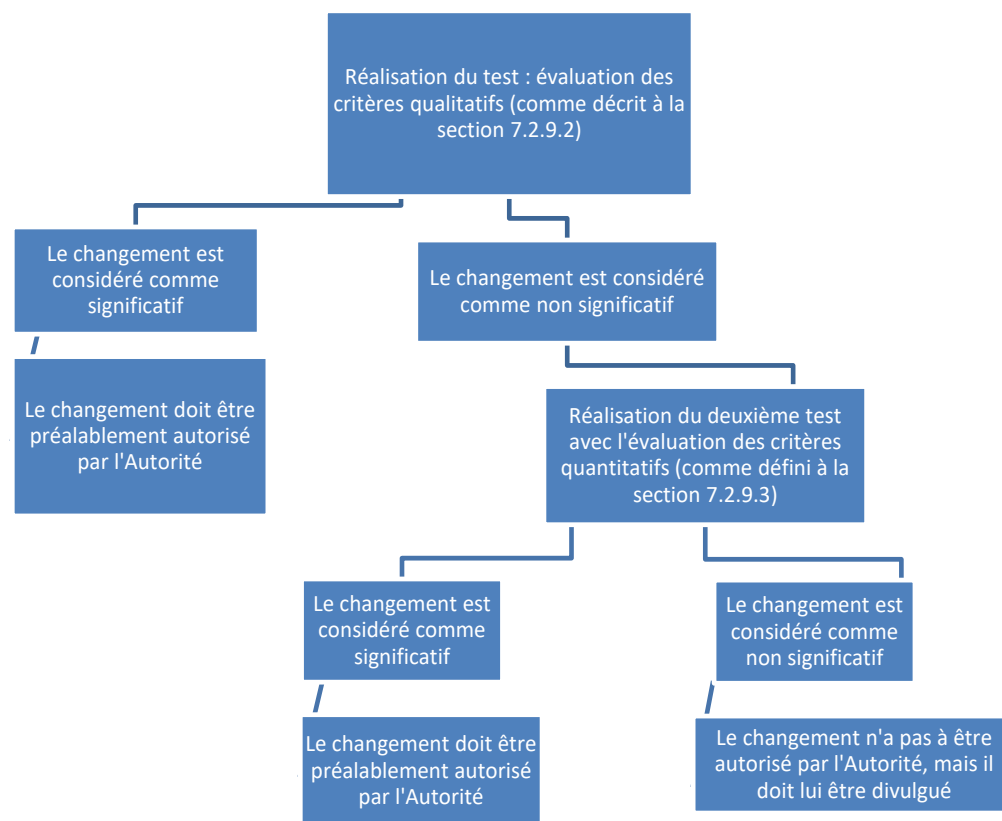 Réalisation du test : évaluation des
critères qualitatifs (comme décrit à la
section 7.2.9.2)
Le changement est
considéré comme
significatif
Le changement est considéré
comme non significatif
Le changement doit être
préalablement autorisé
par l'Autorité
Réalisation du deuxième test
avec l'évaluation des critères
quantitatifs (comme défini à la
section 7.2.9.3)
Le changement est
considéré comme
significatif
Le changement est
considéré comme
non significatif
Le changement doit être
préalablement autorisé
par l'Autorité
Le changement n'a pas à être
autorisé par l'Autorité, mais il
doit lui être divulgué